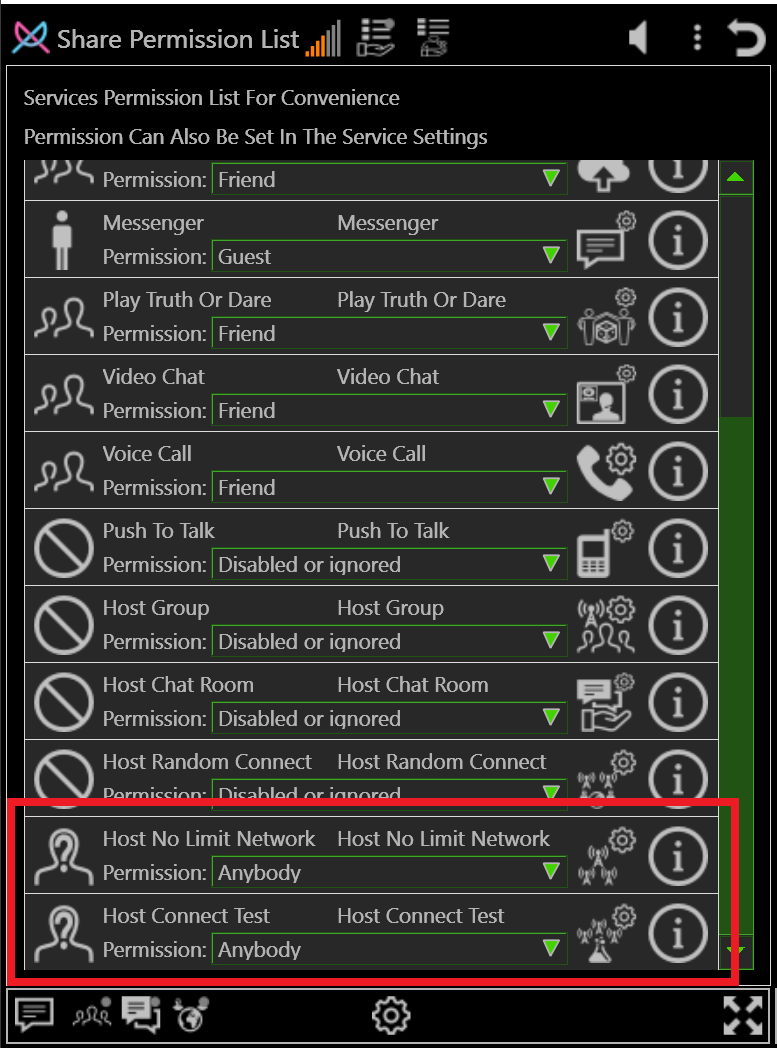 Share Permission List
Services Permission List For Convenience
Permission Can Also Be Set In The Service Settings
Permission: Friend
Messenger Messenger
Permission: Guest
Play Truth Or Dare Play Truth Or Dare
Permission: Friend
Video Chat Video Chat
Permission: Friend
Voice Call Voice Call
Permission: Friend
Push To Talk Push To Talk
Permission: Disabled or ignored
Host Group Host Group
Permission: Disabled or ignored
Host Chat Room Host Chat Room
Permission: Disabled or ignored
Host Random Connect Host Random Connect
Permission: Disabled or ignored
Host No Limit Network Host No Limit Network
Permission: Anybody
Host Connect Test Host Connect Test
Permission: Anybody